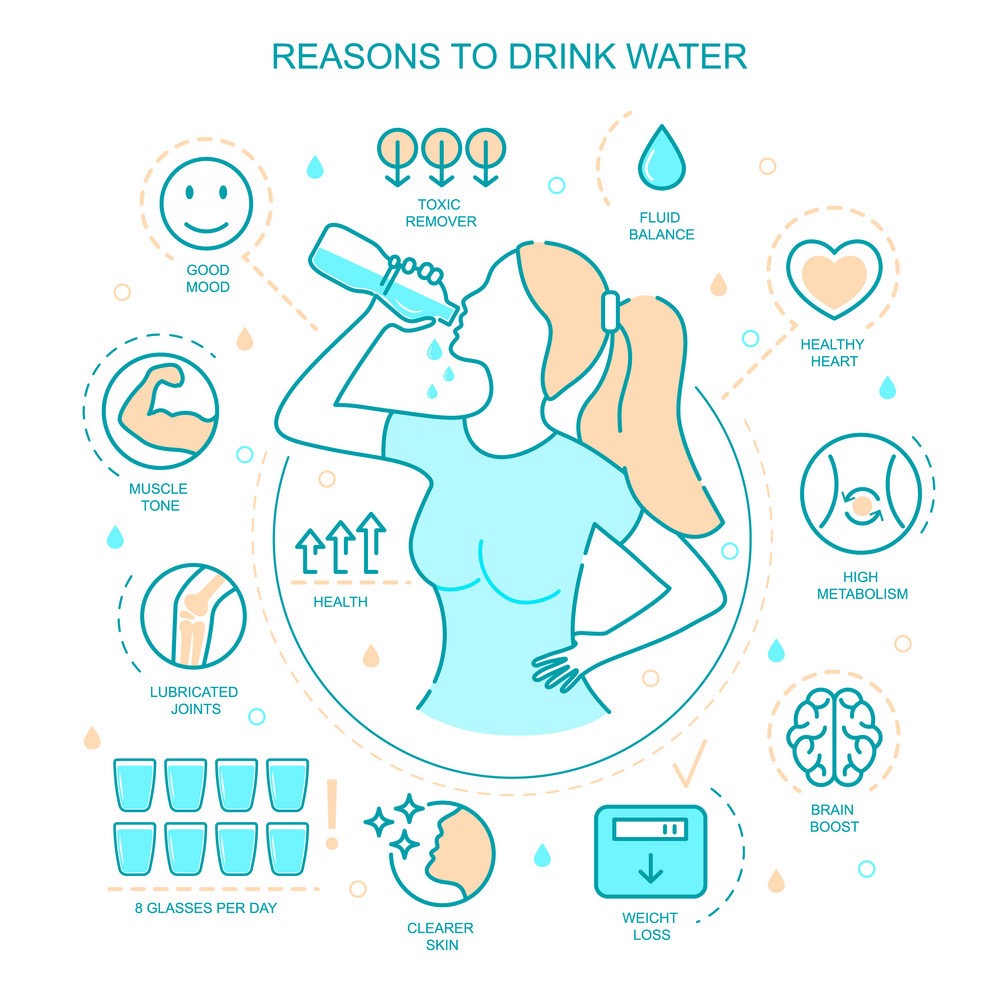 REASONS TO DRINK WATER
TOXIC
REMOVER
FLUID
BALANCE
GOOD
MOOD
HEALTHY
HEART
MUSCLE
TONE
HIGH
METABOLISM
HEALTH
LUBRICATED
JOINTS
BRAIN
BOOST
!
8 GLASSES PER DAY
CLEARER
SKIN
WEICHT
LOSS